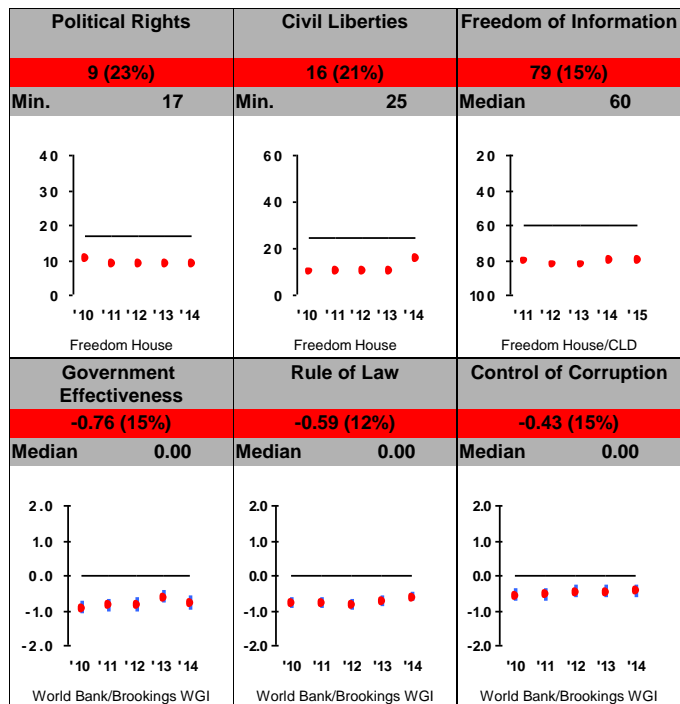 Political Rights
9 (23%)
Min. 17
40
30
20
10
0
'10 '11 '12 '13 '14
Freedom House
Civil Liberties
16 (21%)
Min. 25
60
40
20
0
'10 '11 '12 '13 '14
Freedom House
Freedom of Information
79 (15%)
Median 60
20
40
60
80
100
'11 '12 '13 '14 '15
Freedom House/CLD
Government
Effectiveness
-0.76 (15%)
Median 0.00
2.0
1.0
0.0
-1.0
-2.0
'10 '11 '12 '13 '14
World Bank/Brookings WGI
Rule of Law
-0.59 (12%)
Median 0.00
2.0
1.0
0.0
-1.0
-2.0
'10 '11 '12 '13 '14
World Bank/Brookings WGI
Control of Corruption
-0.43 (15%)
Median 0.00
2.0
1.0
0.0
-1.0
-2.0
'10 '11 '12 '13 '14
World Bank/Brookings WGI